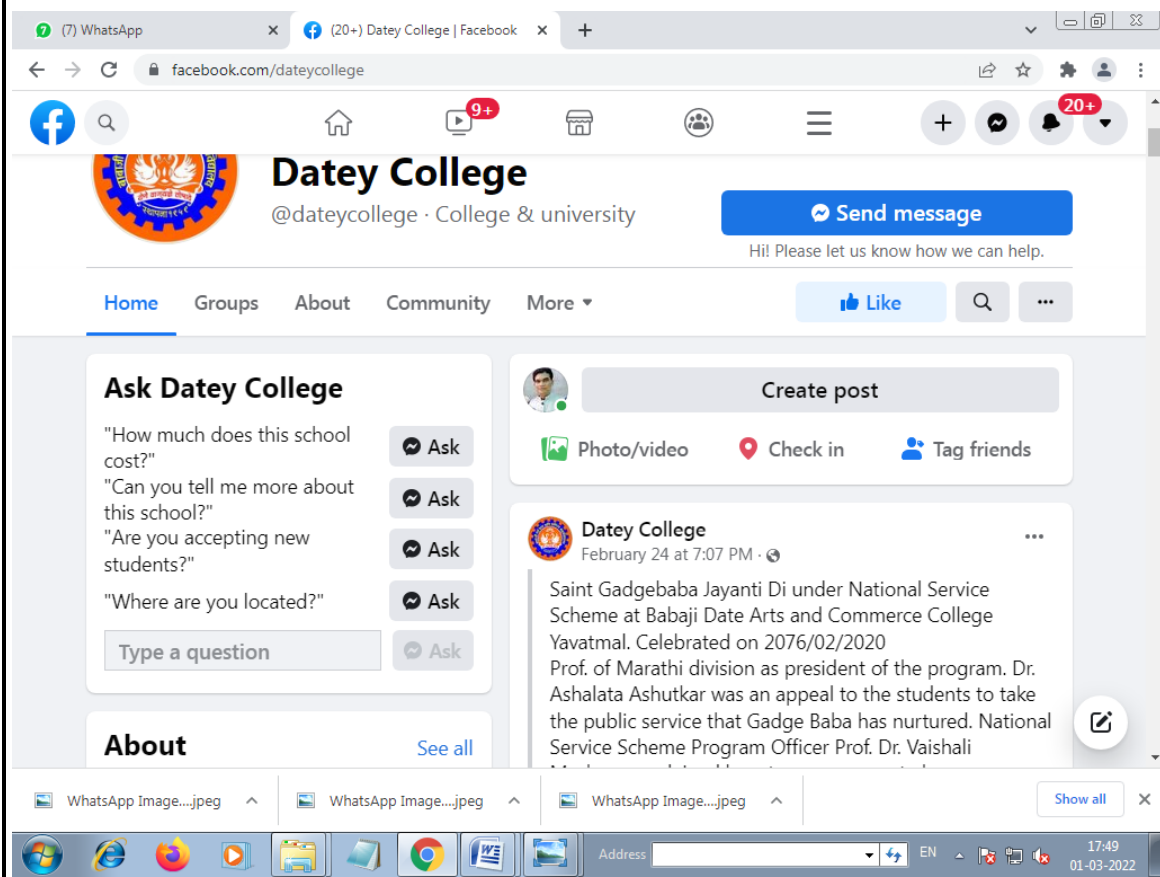 (7) WhatsApp
(20+) Datey College | Facebook
facebook.com/dateycollege
9+
20+
Datey College
@dateycollege · College & university
Send message
Hi! Please let us know how we can help.
Home Groups About Community More
Like
Ask Datey College
"How much does this school
cost?"
Ask
"Can you tell me more about
this school?"
Ask
"Are you accepting new
students?"
Ask
"Where are you located?"
Ask
Type a question
Ask
About
See all
Create post
Photo/video
Check in
Tag friends
Datey College
February 24 at 7:07 PM ·
Saint Gadgebaba Jayanti Di under National Service
Scheme at Babaji Date Arts and Commerce College
Yavatmal. Celebrated on 2076/02/2020
Prof. of Marathi division as president of the program. Dr.
Ashalata Ashutkar was an appeal to the students to take
the public service that Gadge Baba has nurtured. National
Service Scheme Program Officer Prof. Dr. Vaishali
WhatsApp Image....jpeg
WhatsApp Image....jpeg
WhatsApp Image....jpeg
Show all
Address
EN
17:49
01-03-2022